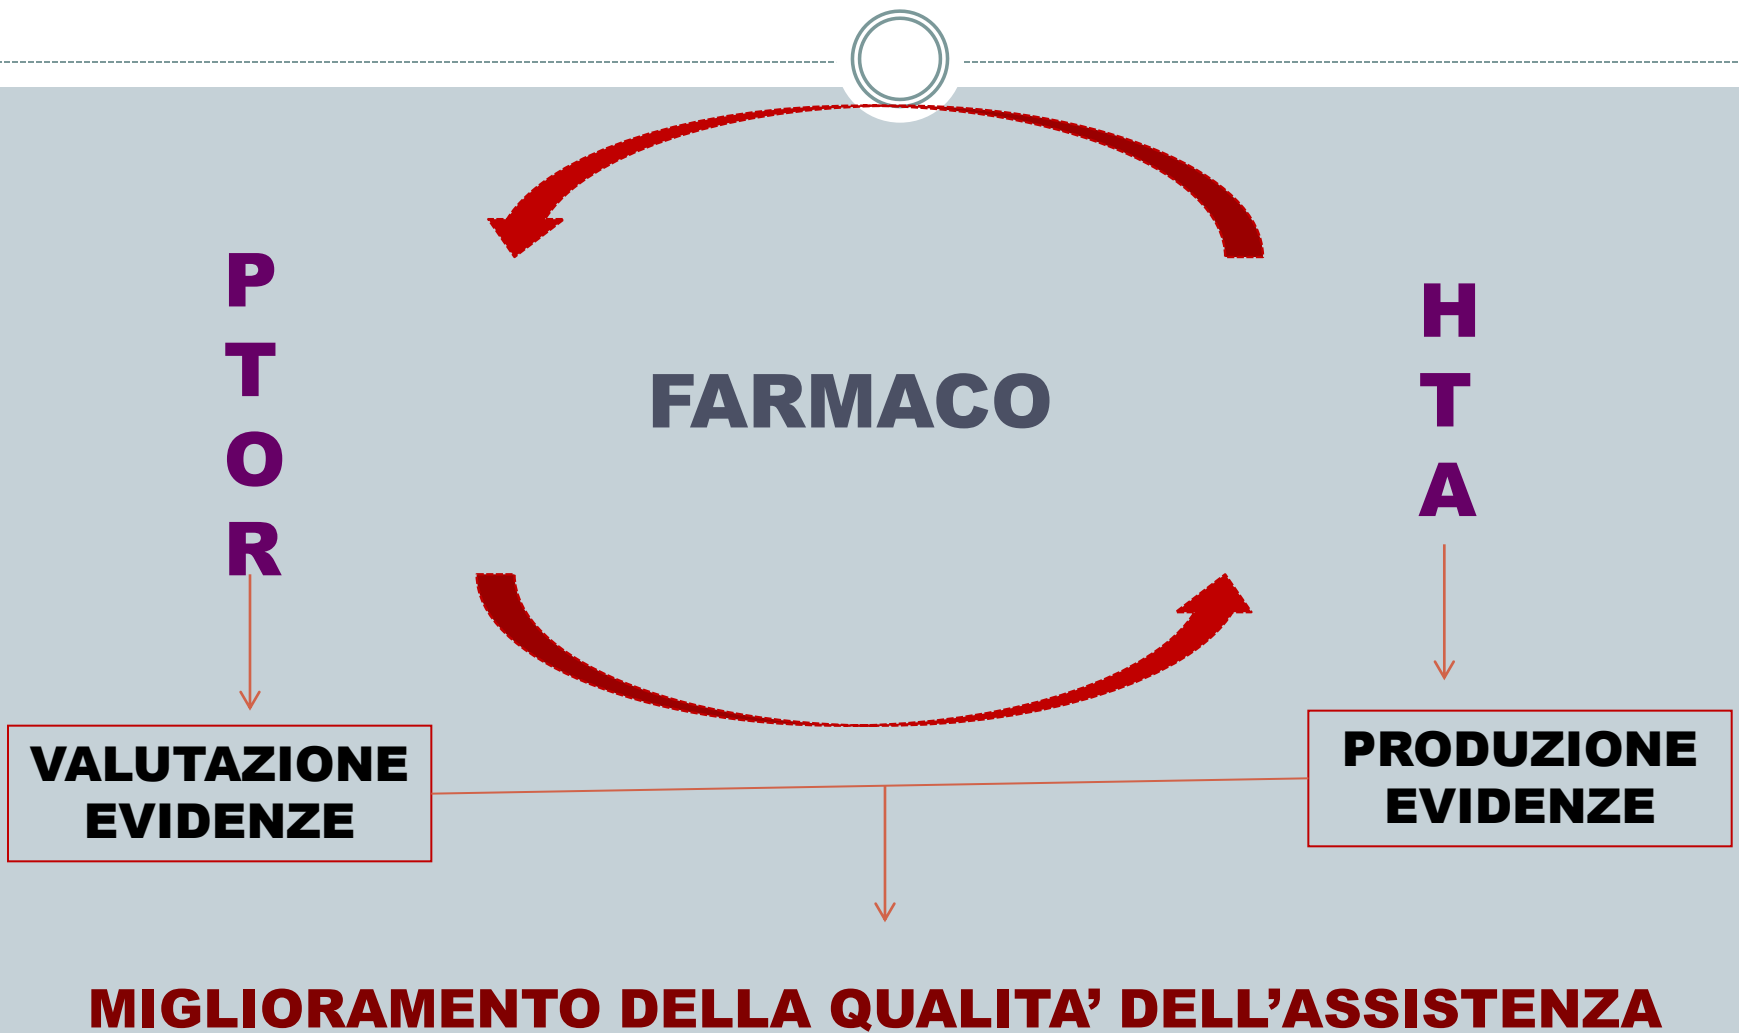 P
T
O
R
FARMACO
H
T
A
VALUTAZIONE
EVIDENZE
PRODUZIONE
EVIDENZE
MIGLIORAMENTO DELLA QUALITA’ DELL’ASSISTENZA